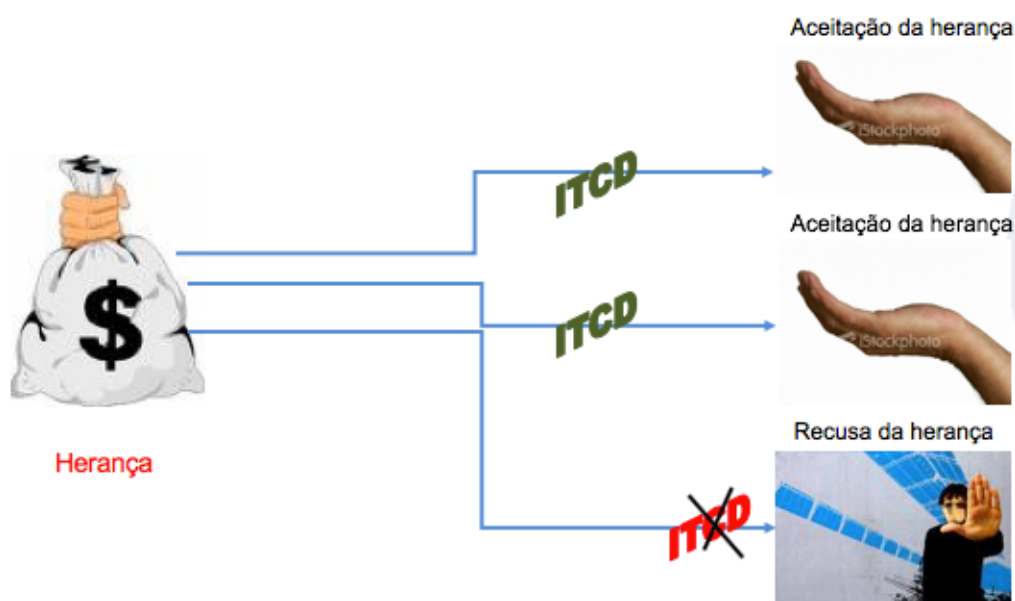 Aceitação da herança
iStockphoto
ITCD
Aceitação da herança
$
iStockphoto
ITCD
Recusa da herança
Herança
ITCD